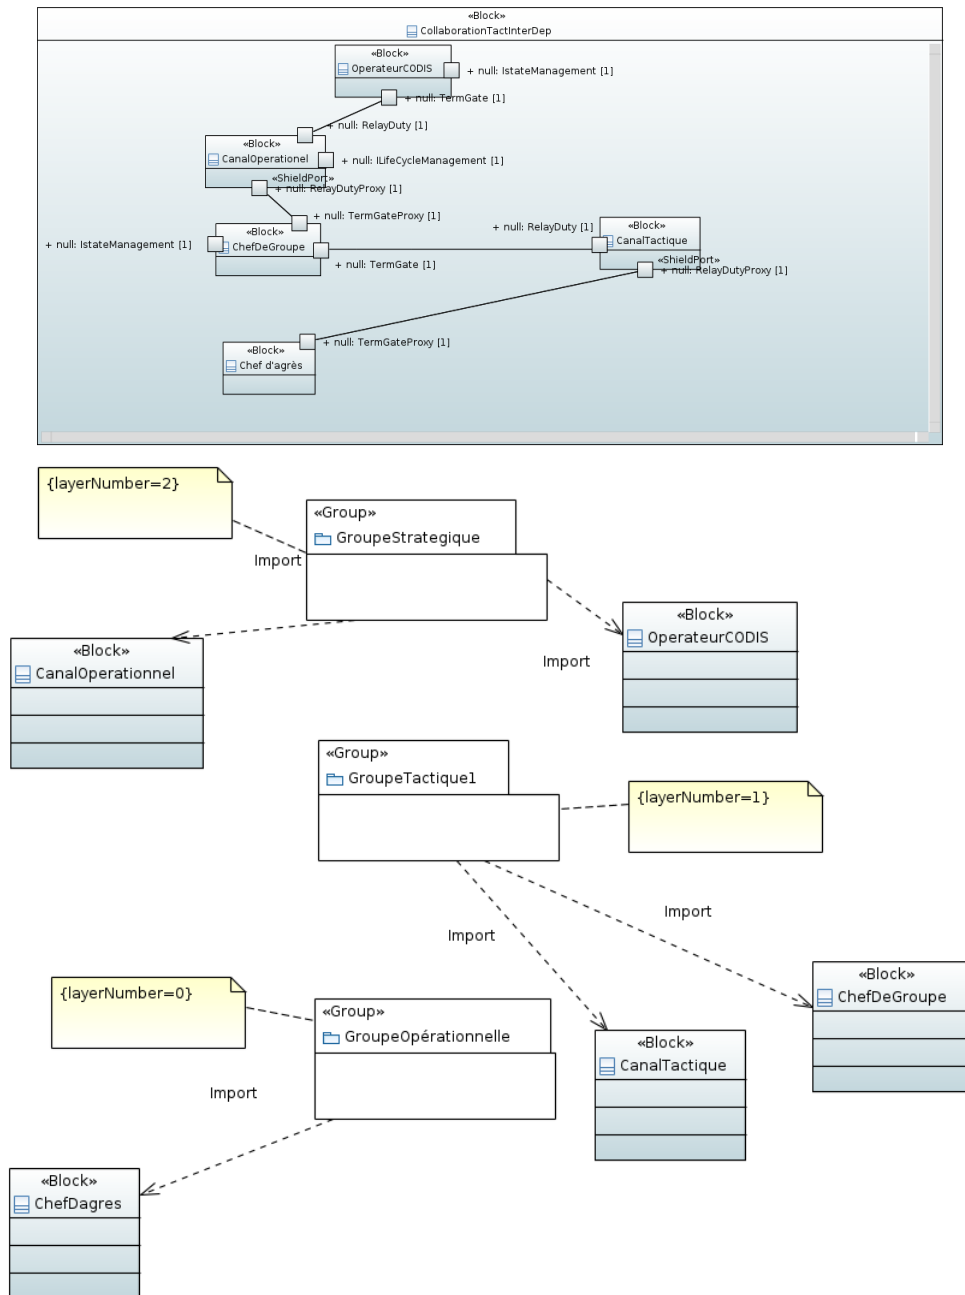 «Block»
CollaborationTactInterDep
«Block»
OperateurCODIS
+ null: IstateManagement [1]
+ null: TermGate [1]
+ null: RelayDuty [1]
«Block»
CanalOperationel
+ null: ILifeCycleManagement [1]
«ShieldPort»
+ null: RelayDutyProxy [1]
+ null: TermGateProxy [1]
«Block»
ChefDeGroupe
+ null: IstateManagement [1]
+ null: TermGate [1]
+ null: RelayDuty [1]
«Block»
CanalTactique
«ShieldPort»
+ null: RelayDutyProxy [1]
+ null: TermGateProxy [1]
«Block»
Chef d'agrès
{layerNumber=2}
«Group»
GroupeStrategique
Import
«Block»
OperateurCODIS
Import
«Block»
CanalOperationnel
«Group»
GroupeTactique1
{layerNumber=1}
Import
Import
«Block»
ChefDeGroupe
{layerNumber=0}
«Group»
GroupeOpérationnelle
«Block»
CanalTactique
Import
«Block»
ChefDagres